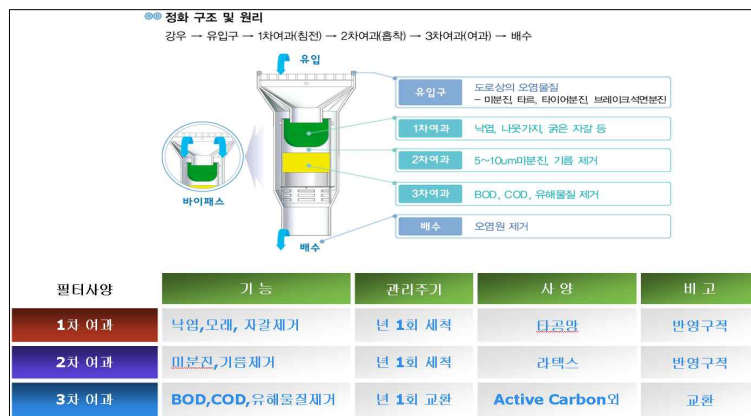 정화 구조 및 원리
강우 → 유입구 → 1차여과(침전) → 2차여과(흡착) → 3차여과(여과) → 배수
유입
유입구
도로상의 오염물질
- 미분진, 타르, 타이어분진, 브레이크석면분진
1차여과
낙엽, 나뭇가지, 굵은 자갈 등
2차여과
5~10um미분진, 기름 제거
3차여과
BOD, COD, 유해물질 제거
바이패스
배수
오염원 제거
배수
필터사양 기 능 관리주기 사 양 비 고
1차 여과 낙엽,모래, 자갈제거 년 1회 세척 타공망 반영구적
2차 여과 미분진,기름제거 년 1회 세척 라텍스 반영구적
3차 여과 BOD,COD,유해물질제거 년 1회 교환 Active Carbon외 교환